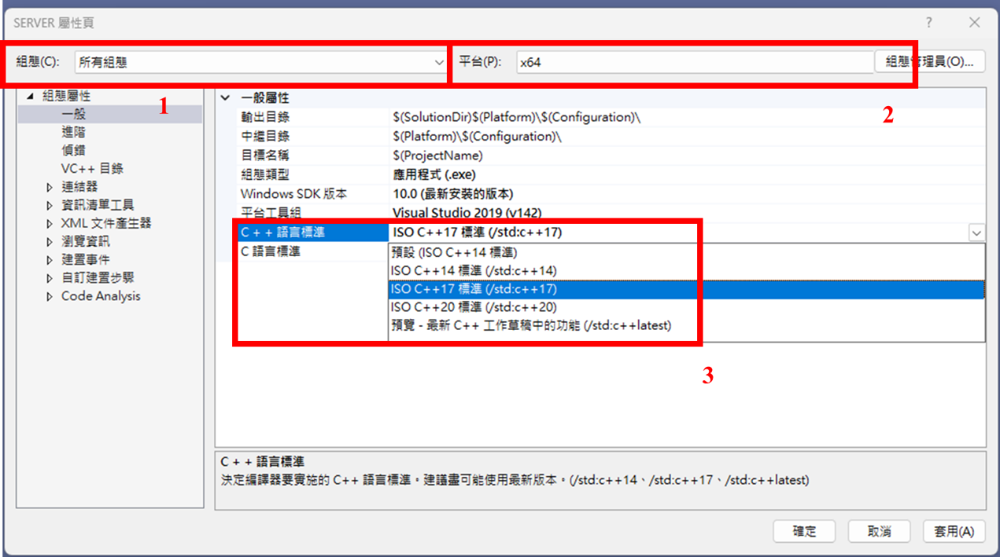 SERVER 屬性頁
組態(C): 所有組態 平台(P): x64 組態管理員(O)...
1
2
組態屬性
一般
進階
偵錯
VC++ 目錄
連結器
資訊清單工具
XML 文件產生器
瀏覽資訊
建置事件
自訂建置步驟
Code Analysis
一般屬性
輸出目錄 $(SolutionDir)$(Platform)\$(Configuration)\
中繼目錄 $(Platform)\$(Configuration)\
目標名稱 $(ProjectName)
組態類型 應用程式 (.exe)
Windows SDK 版本 10.0 (最新安裝的版本)
平台工具組 Visual Studio 2019 (v142)
C + + 語言標準 ISO C++17 標準 (/std:c++17)
C 語言標準
預設 (ISO C++14 標準)
ISO C++14 標準 (/std:c++14)
ISO C++17 標準 (/std:c++17)
ISO C++20 標準 (/std:c++20)
預覽 - 最新 C++ 工作草稿中的功能 (/std:c++latest)
3
C + + 語言標準
決定編譯器要實施的 C++ 語言標準。建議盡可能使用最新版本。(/std:c++14、/std:c++17、/std:c++latest)
確定 取消 套用(A)